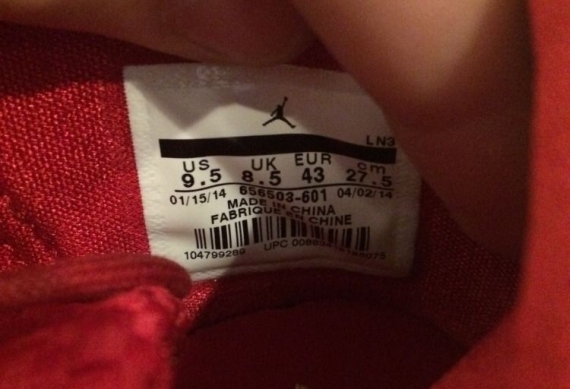 LN3
US UK EUR cm
9.5 8.5 43 27.5
01/15/14 656503-601 04/02/14
MADE IN CHINA
FABRIQUE EN CHINE
104799289 UPC